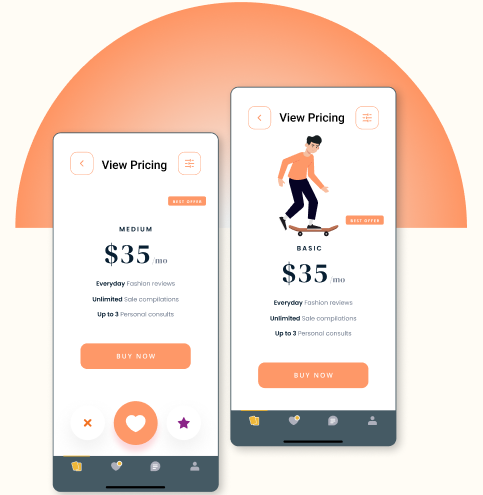 View Pricing
BEST OFFER
MEDIUM
$35/mo
Everyday Fashion reviews
Unlimited Sale compilations
Up to 3 Personal consults
BUY NOW
View Pricing
BEST OFFER
BASIC
$35/mo
Everyday Fashion reviews
Unlimited Sale compilations
Up to 3 Personal consults
BUY NOW